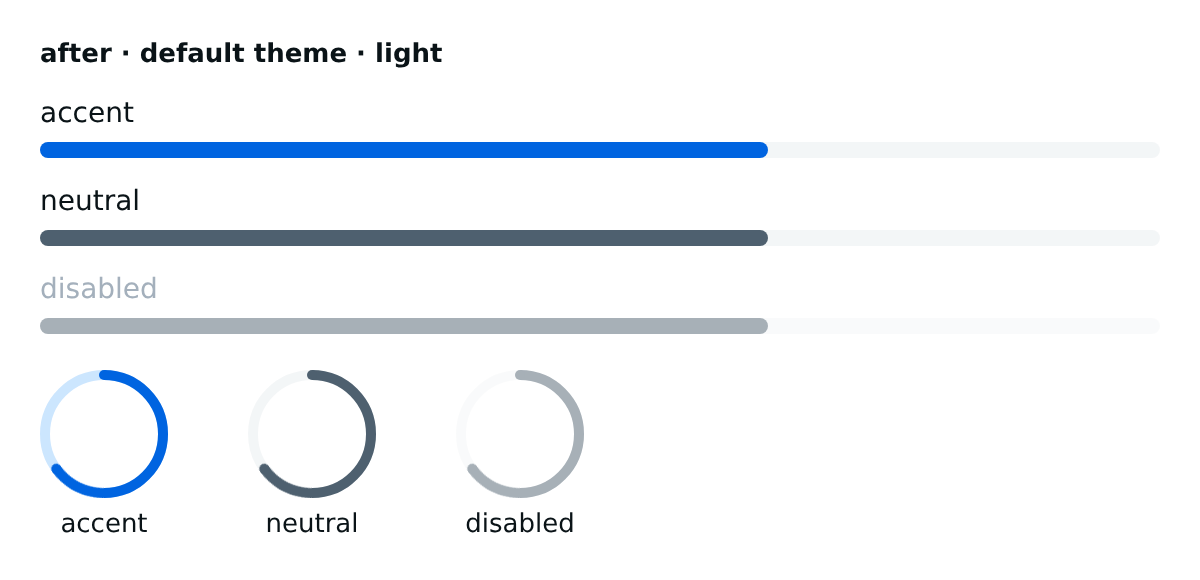 after · default theme · light
accent
neutral
disabled
accent neutral disabled